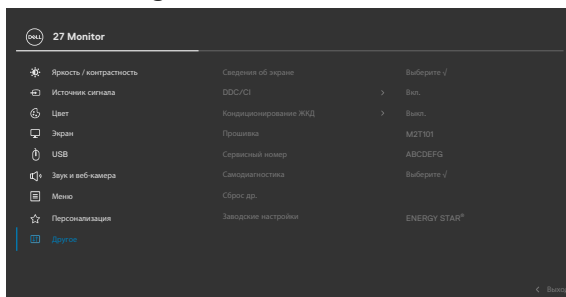 DELL 27 Monitor
Яркость / контрастность Сведения об экране Выберите √
Источник сигнала DDC/CI > Вкл.
Цвет Кондиционирование ЖКД > Выкл.
Экран Прошивка M2T101
USB Сервисный номер ABCDEFG
Звук и веб-камера Самодиагностика Выберите √
Меню Сброс др.
Персонализация Заводские настройки ENERGY STAR®
Другое
< Выход